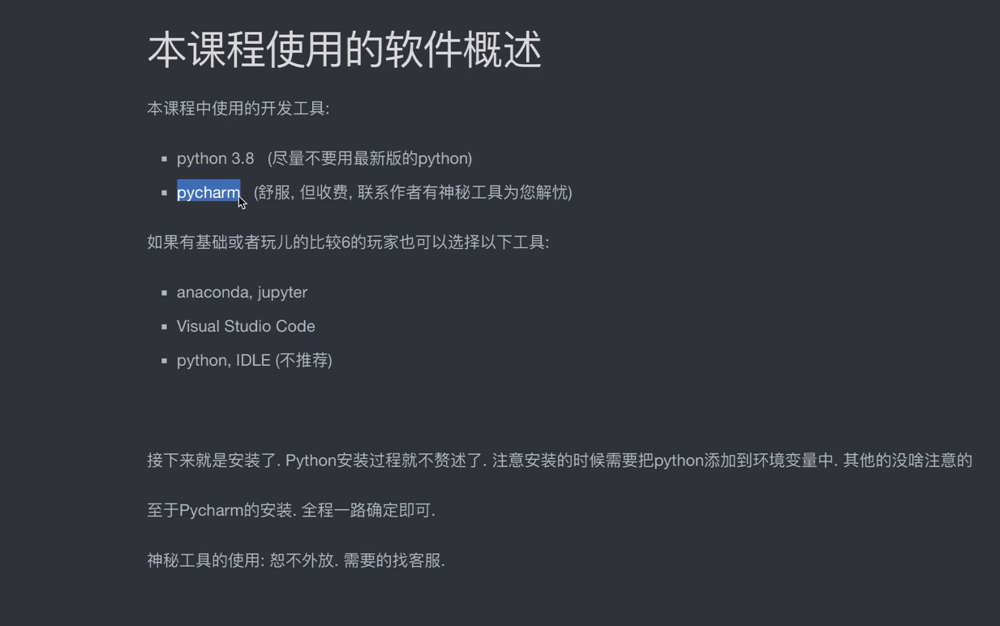 本课程使用的软件概述
本课程中使用的开发工具:
python 3.8 (尽量不要用最新版的python)
pycharm (舒服, 但收费, 联系作者有神秘工具为您解忧)
如果有基础或者玩儿的比较6的玩家也可以选择以下工具:
anaconda, jupyter
Visual Studio Code
python, IDLE (不推荐)
接下来就是安装了. Python安装过程就不赘述了. 注意安装的时候需要把python添加到环境变量中. 其他的没啥注意的
至于Pycharm的安装. 全程一路确定即可.
神秘工具的使用: 恕不外放. 需要的找客服.